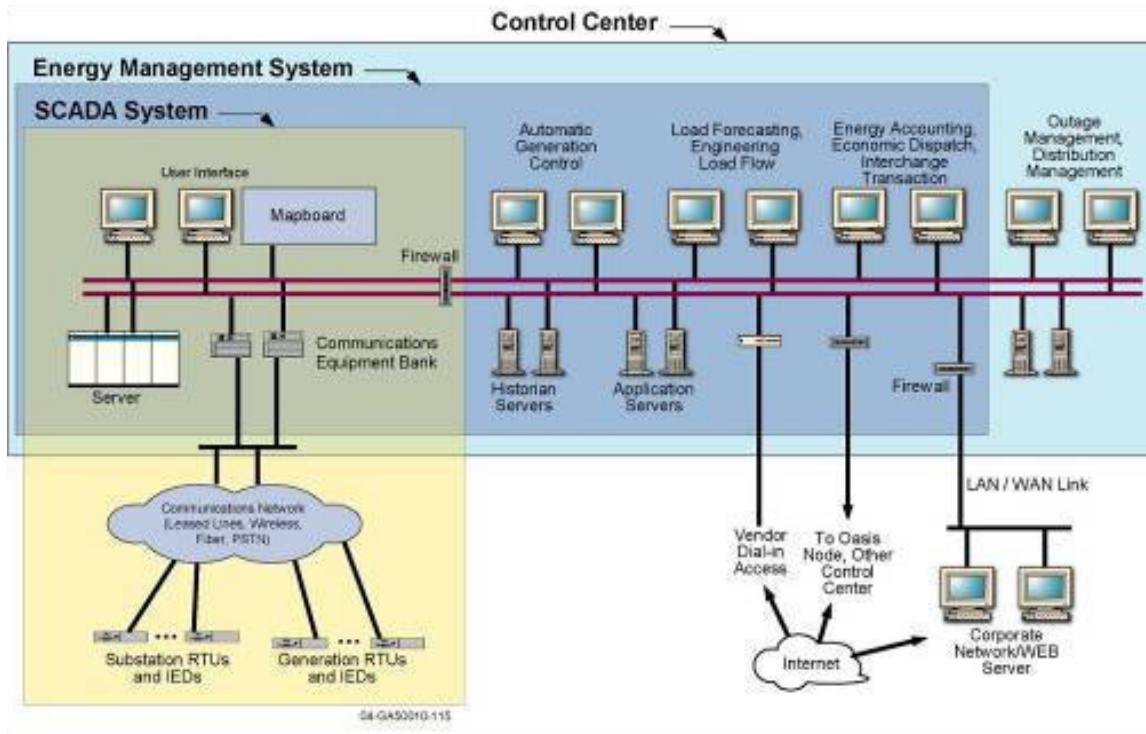 Control Center
Energy Management System
SCADA System
User Interface
Mapboard
Firewall
Automatic
Generation
Control
Load Forecasting,
Engineering
Load Flow
Energy Accounting,
Economic Dispatch,
Interchange
Transaction
Outage
Management,
Distribution
Management
Server
Communications
Equipment Bank
Historian
Servers
Application
Servers
Firewall
LAN / WAN Link
Communications Network
(Leased Lines, Wireless,
Fiber, PSTN)
Substation RTUs
and IEDs
Generation RTUs
and IEDs
Vendor
Dial-in
Access
To Oasis
Node, Other
Control
Center
Internet
Corporate
Network/WEB
Server